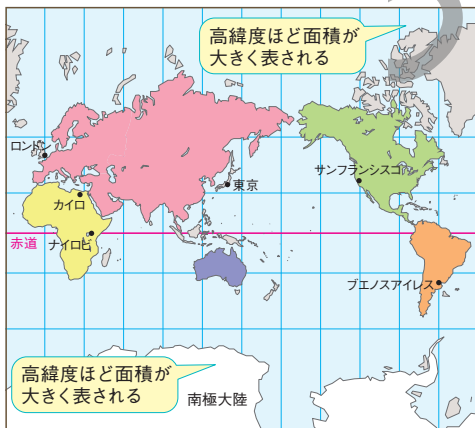 高緯度ほど面積が
大きく表される
ロンドン
東京
サンフランシスコ
カイロ
赤道
ナイロビ
ブエノスアイレス
高緯度ほど面積が
大きく表される
南極大陸